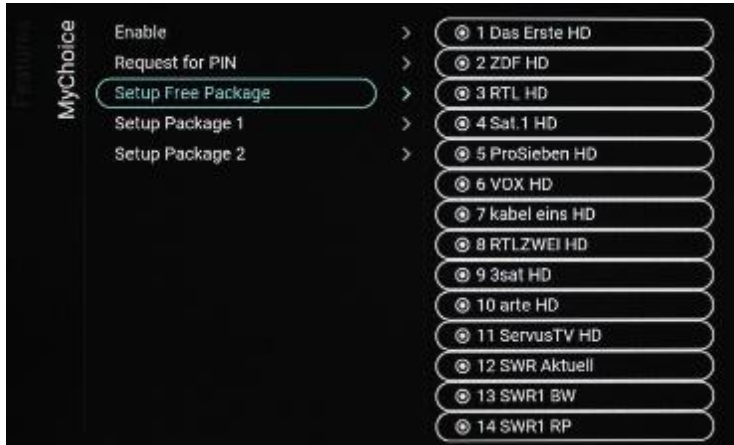 Features
MyChoice
Enable
Request for PIN
Setup Free Package
Setup Package 1
Setup Package 2
1 Das Erste HD
2 ZDF HD
3 RTL HD
4 Sat.1 HD
5 ProSieben HD
6 VOX HD
7 kabel eins HD
8 RTLZWEI HD
9 3sat HD
10 arte HD
11 ServusTV HD
12 SWR Aktuell
13 SWR1 BW
14 SWR1 RP